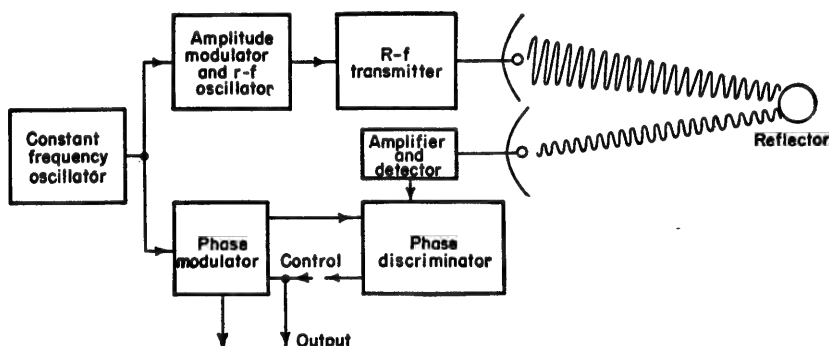 Amplitude
modulator
and r-f
oscillator
R-f
transmitter
Constant
frequency
oscillator
Amplifier
and
detector
Reflector
Phase
modulator
Control
Phase
discriminator
Output